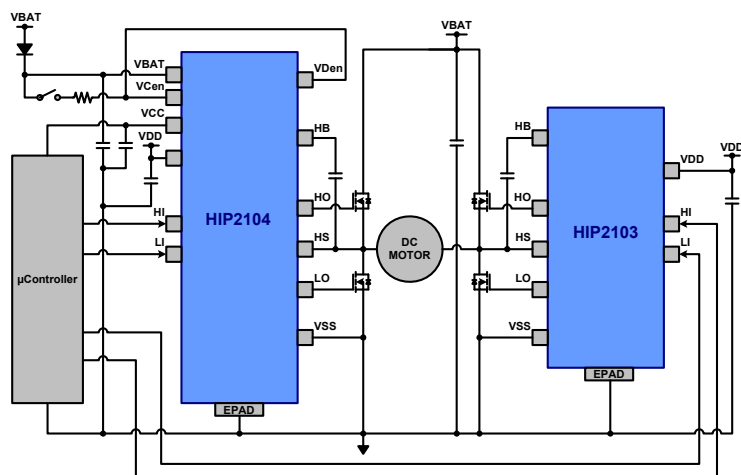 VBAT
VBAT
VBAT
VDen
VCen
VCC
VDD
HB
HB
VDD
VDD
HIP2104
HO
HO
HI
HI
HIP2103
LI
HS
DC
MOTOR
HS
LI
µController
LO
LO
VSS
VSS
EPAD
EPAD